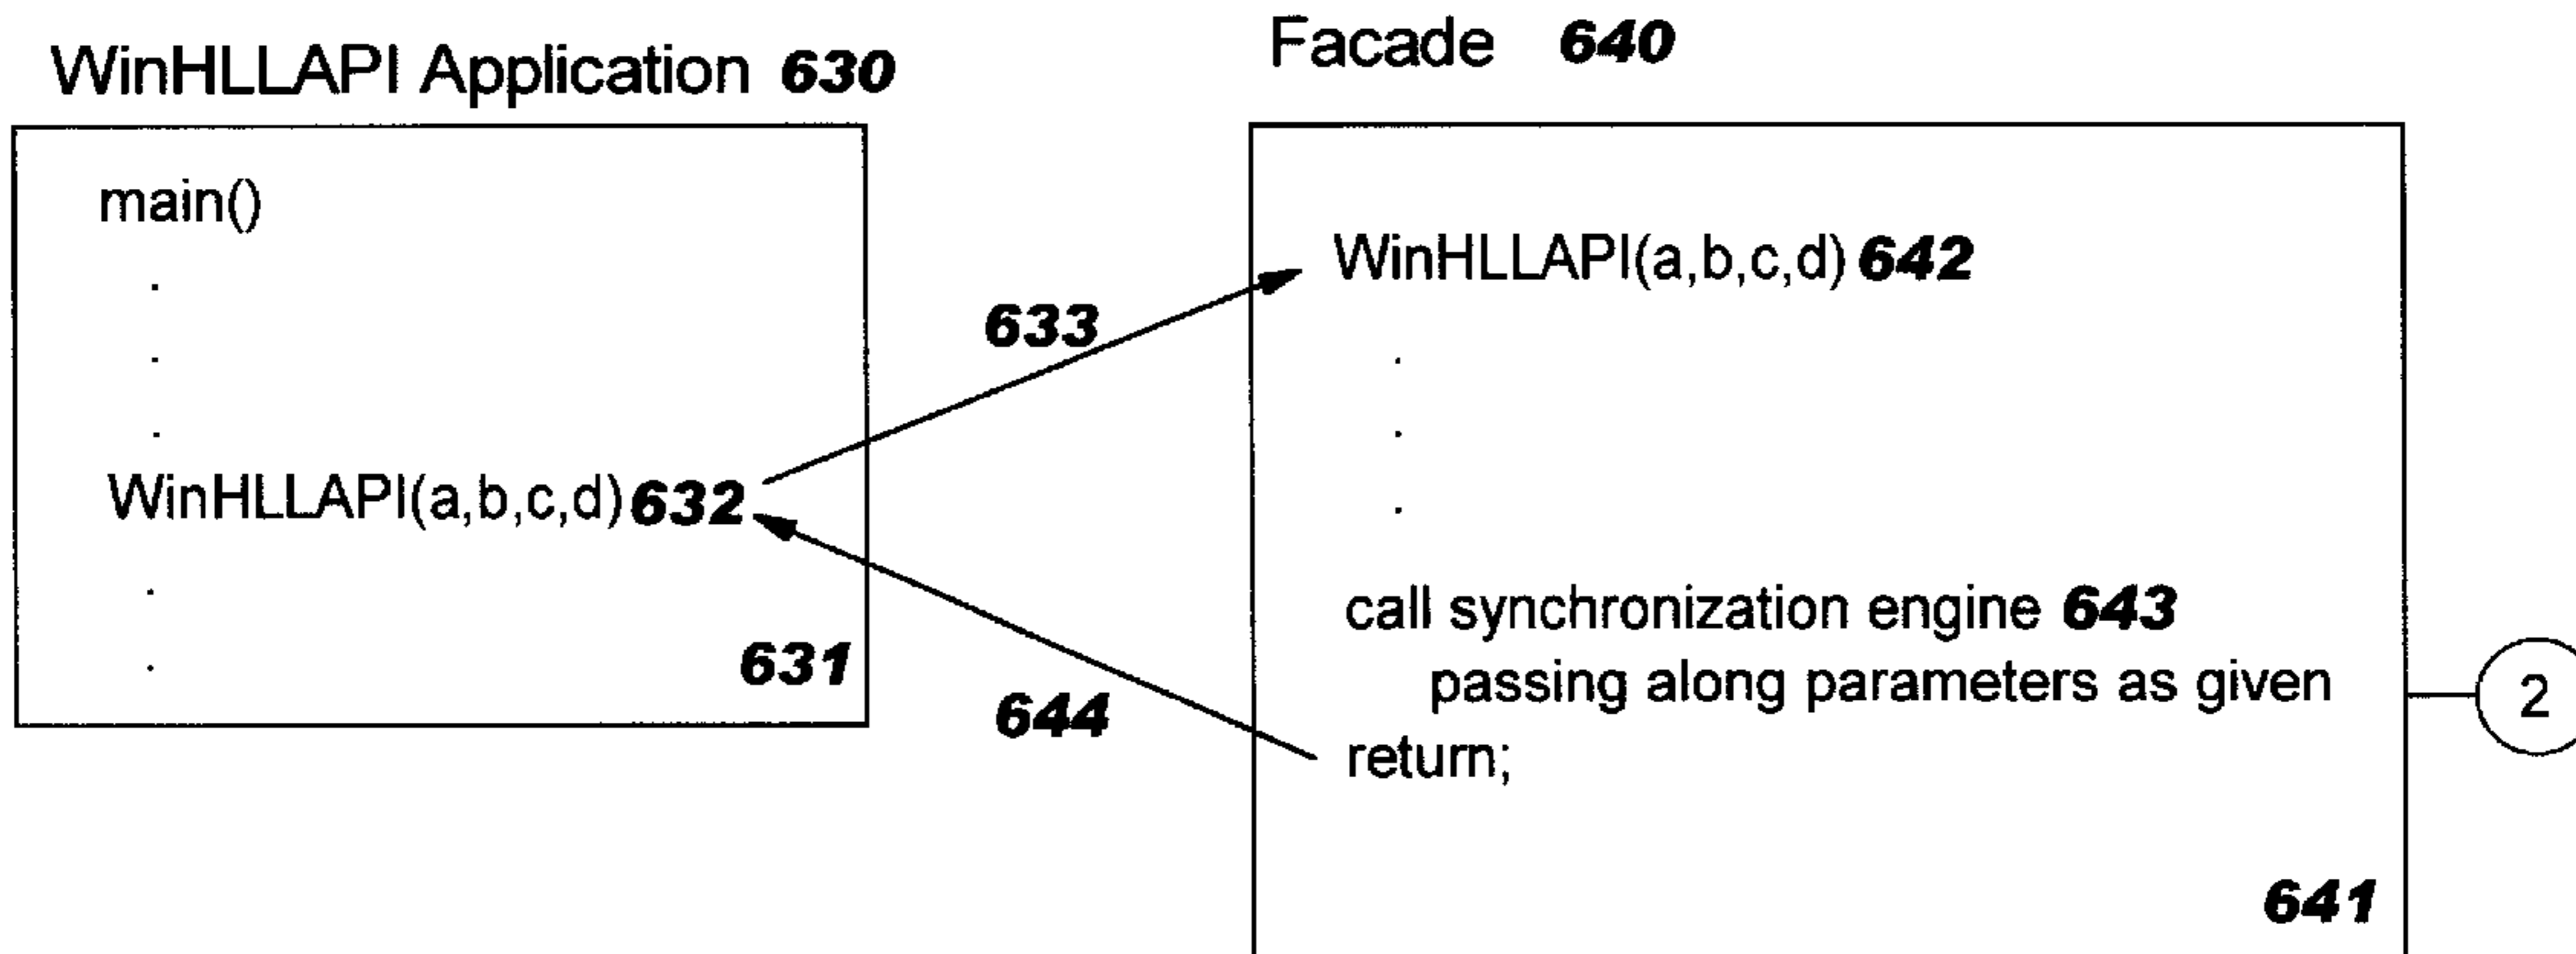 WinHLLAPI Application 630
main()
.
.
.
WinHLLAPI(a,b,c,d) 632
.
.
631
633
644
Facade 640
WinHLLAPI(a,b,c,d) 642
.
.
.
call synchronization engine 643
passing along parameters as given
return;
641
2